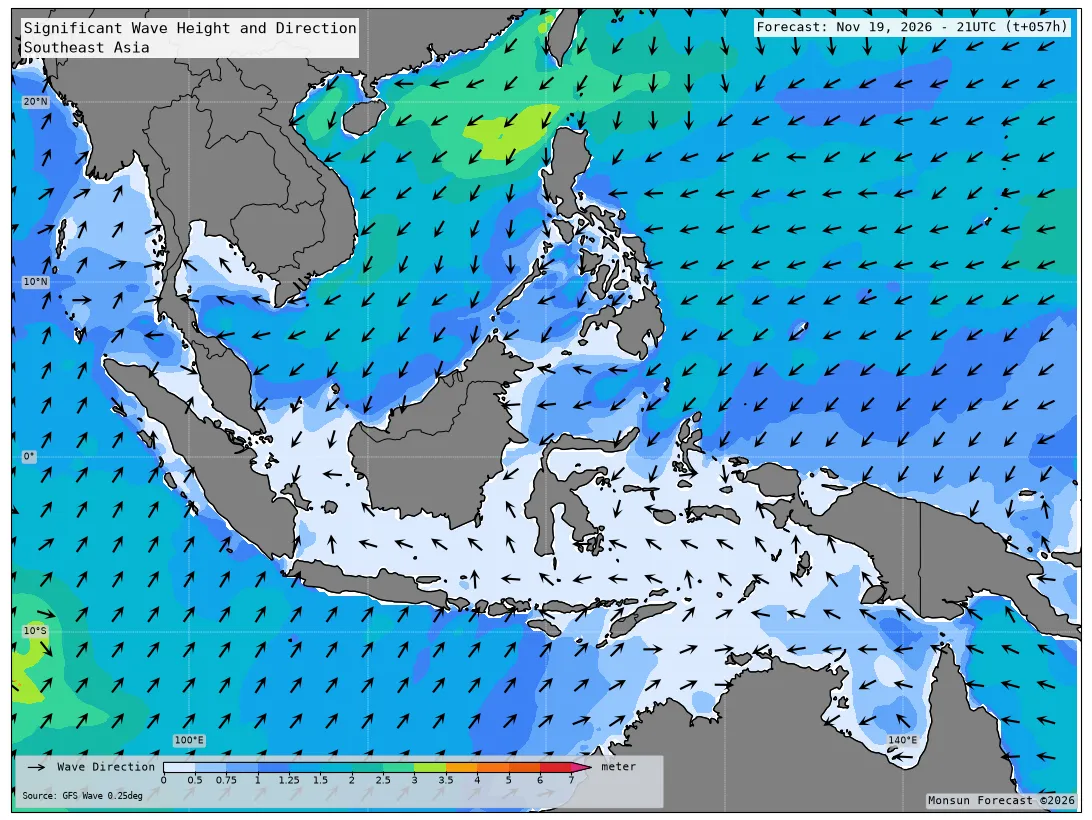 Significant Wave Height and Direction
Southeast Asia
Forecast: Nov 19, 2026 - 21UTC (t+057h)
20°N
10°N
0°
10°S
100°E
140°E
Wave Direction
meter
0 0.5 0.75 1 1.25 1.5 2 2.5 3 3.5 4 5 6 7
Source: GFS Wave 0.25deg
Monsun Forecast ©2026